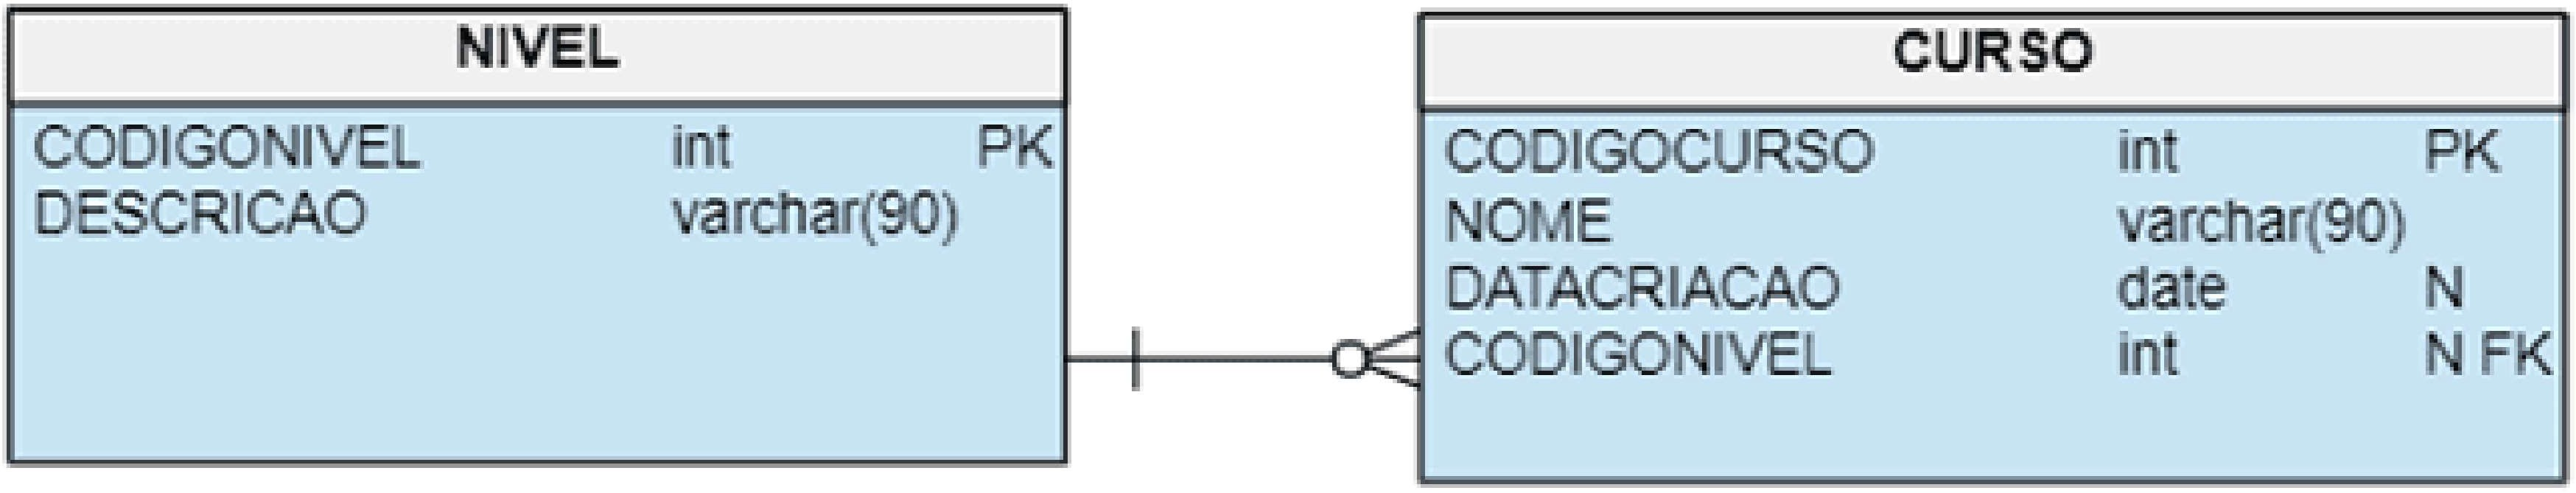 NIVEL
CODIGONIVEL int PK
DESCRICAO varchar(90)
CURSO
CODIGOCURSO int PK
NOME varchar(90)
DATACRIACAO date N
CODIGONIVEL int N FK